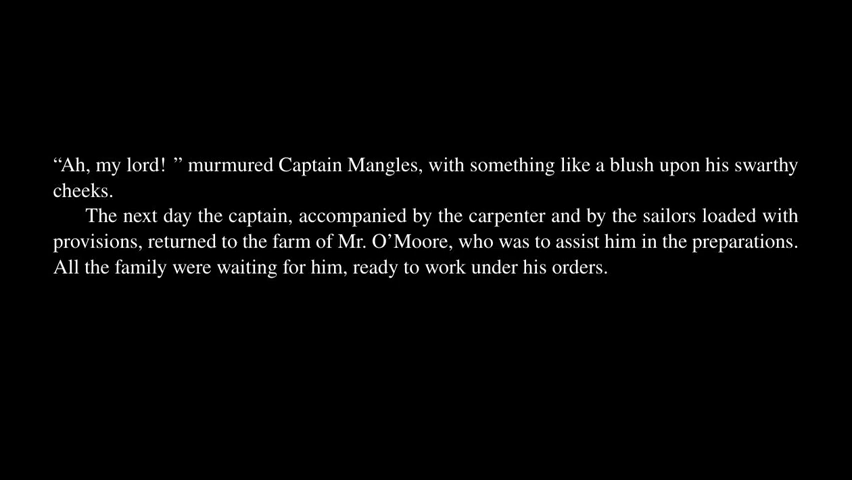 “Ah, my lord! ” murmured Captain Mangles, with something like a blush upon his swarthy
cheeks.
The next day the captain, accompanied by the carpenter and by the sailors loaded with
provisions, returned to the farm of Mr. O’Moore, who was to assist him in the preparations.
All the family were waiting for him, ready to work under his orders.